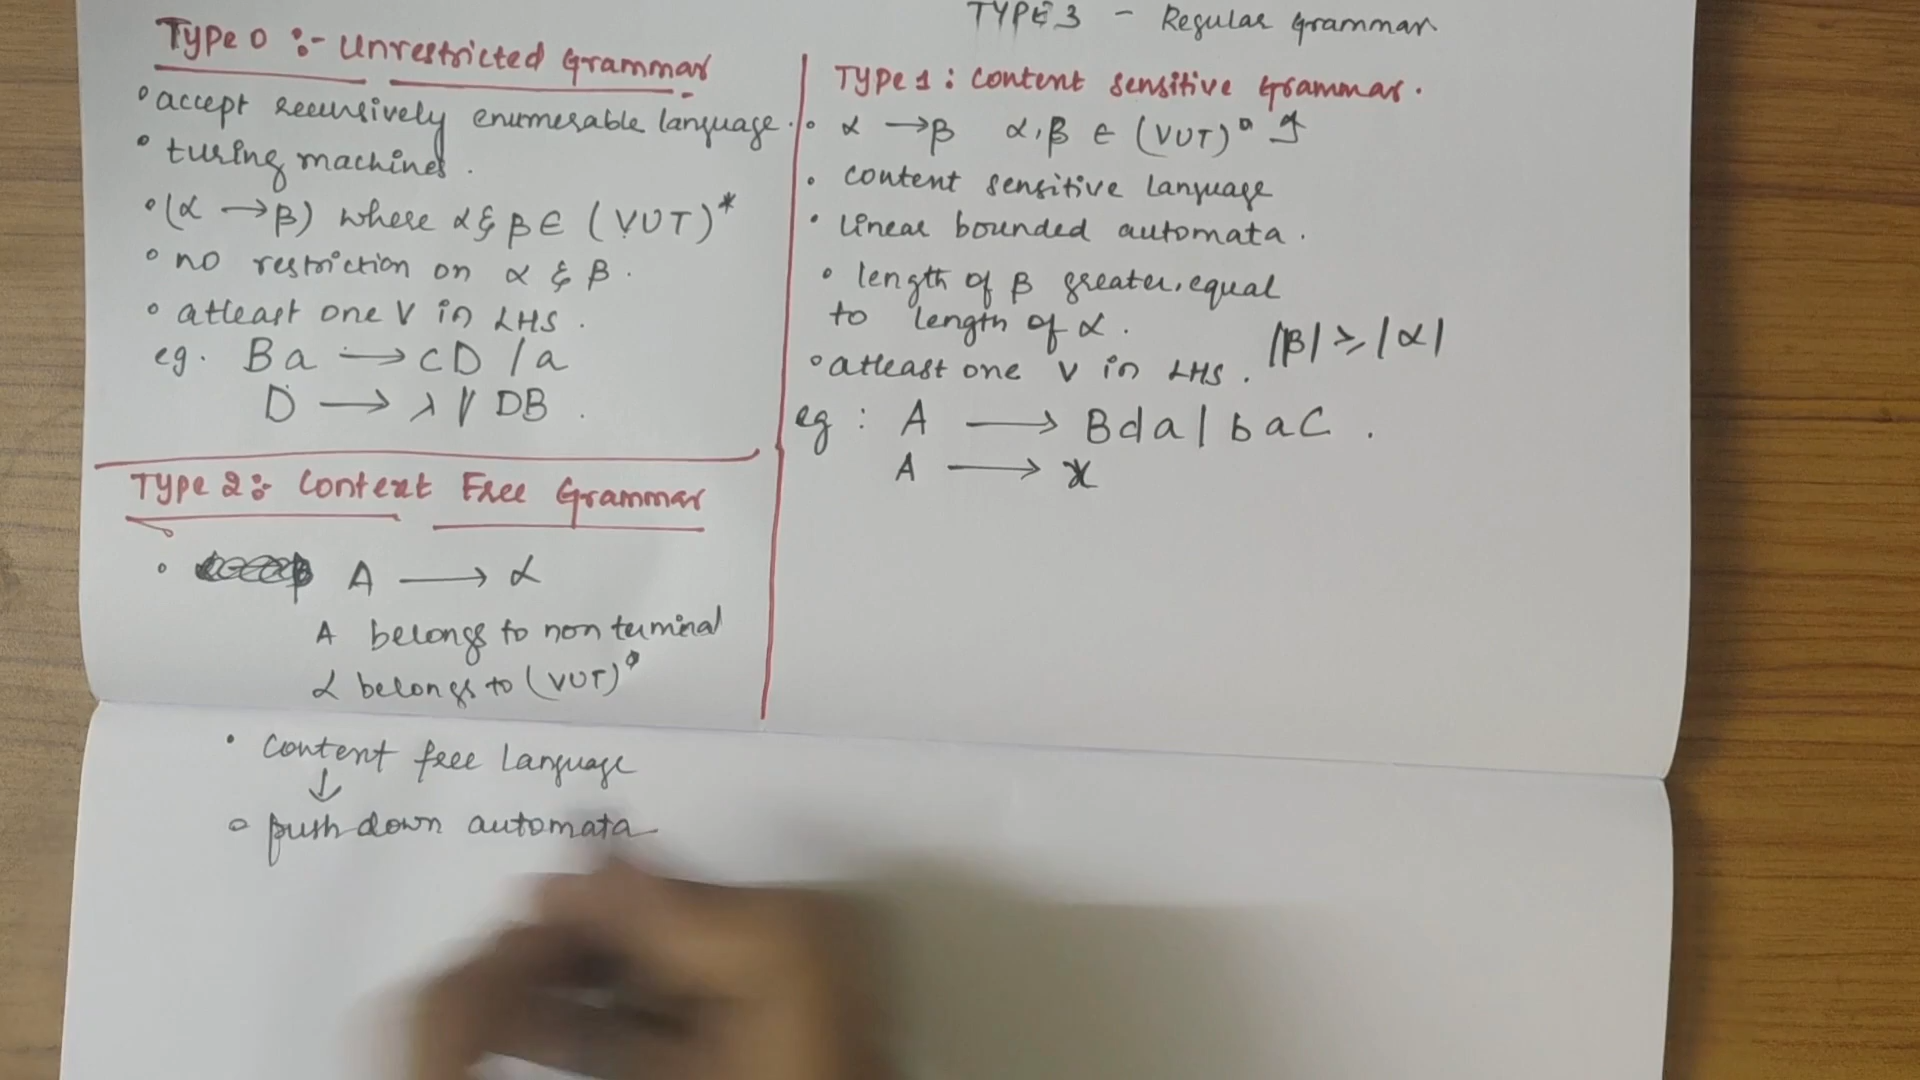 TYPE 3 - Regular Grammar
Type 0 :- Unrestricted Grammar
• accept recursively enumerable language.
• turing machines.
• (α → β) where α & β ∈ (VUT)*
• no restriction on α & β.
• atleast one V in LHS.
eg. Ba → cD / a
D → λ / DB.
Type 1 : Content sensitive Grammar.
• α → β α, β ∈ (VUT)*
• content sensitive language
• linear bounded automata.
• length of β greater, equal
to length of α.
|β| ≥ |α|
• atleast one V in LHS.
eg : A → Bda | baC.
A → x
Type 2 :- Context Free Grammar
• A → α
A belongs to non terminal
α belongs to (VUT)*
• Content free language
↓
• push down automata